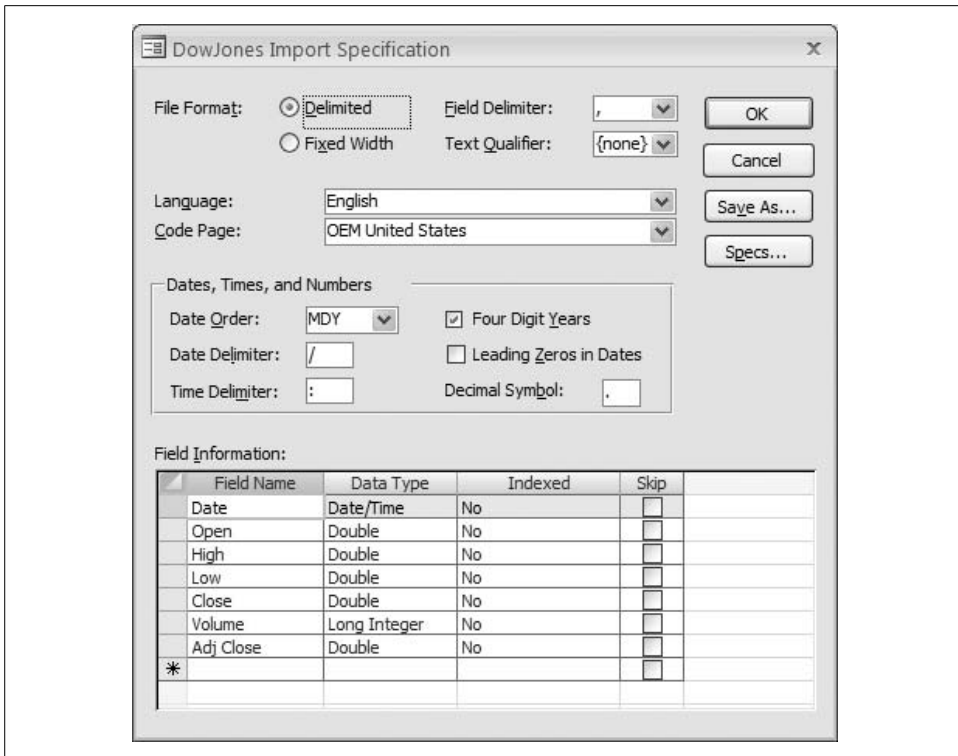 DowJones Import Specification
File Format: Delimited Field Delimiter: , OK
Fixed Width Text Qualifier: {none} Cancel
Language: English Save As...
Code Page: OEM United States Specs...
Dates, Times, and Numbers
Date Order: MDY Four Digit Years
Date Delimiter: / Leading Zeros in Dates
Time Delimiter: : Decimal Symbol: .
Field Information:
Field Name Data Type Indexed Skip
Date Date/Time No
Open Double No
High Double No
Low Double No
Close Double No
Volume Long Integer No
Adj Close Double No